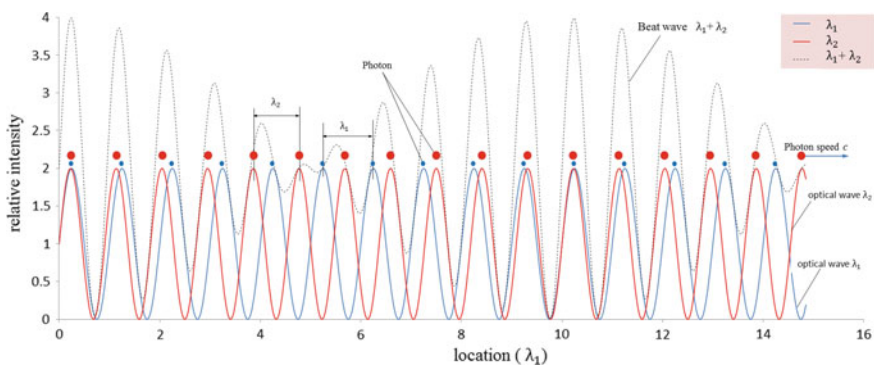 4
3.5
3
2.5
2
1.5
1
0.5
0
relative intensity
Beat wave λ₁+ λ₂
λ₁
λ₂
λ₁+ λ₂
Photon
λ₂
λ₁
Photon speed c
optical wave λ₂
optical wave λ₁
0 2 4 6 8 10 12 14 16
location ( λ₁)